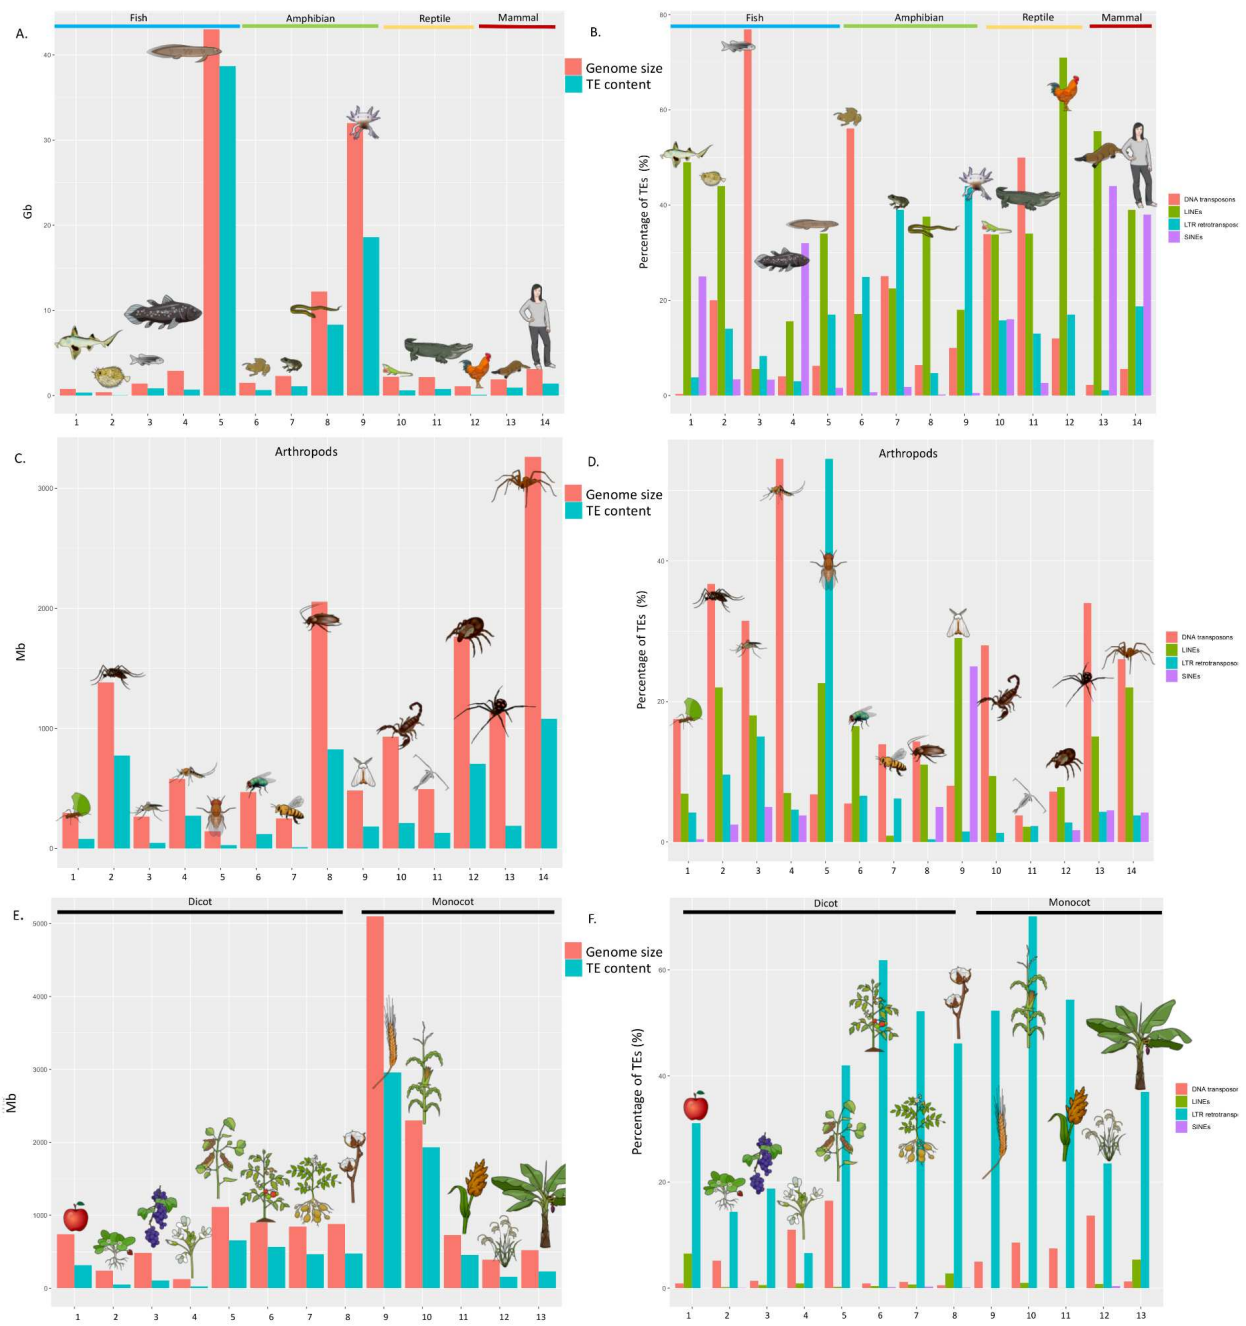 A.
Fish Amphibian Reptile Mammal
Genome size
TE content
Gb
40
30
20
10
0
1 2 3 4 5 6 7 8 9 10 11 12 13 14
B.
Fish Amphibian Reptile Mammal
Percentage of TEs (%)
80
60
40
20
0
1 2 3 4 5 6 7 8 9 10 11 12 13 14
DNA transposons
LINEs
LTR retrotransposo
SINEs
C.
Arthropods
Genome size
TE content
Mb
3000
2000
1000
0
1 2 3 4 5 6 7 8 9 10 11 12 13 14
D.
Arthropods
Percentage of TEs (%)
40
20
0
1 2 3 4 5 6 7 8 9 10 11 12 13 14
DNA transposons
LINEs
LTR retrotransposo
SINEs
E.
Dicot Monocot
Genome size
TE content
Mb
5000
4000
3000
2000
1000
0
1 2 3 4 5 6 7 8 9 10 11 12 13
F.
Dicot Monocot
Percentage of TEs (%)
60
40
20
0
1 2 3 4 5 6 7 8 9 10 11 12 13
DNA transposor
LINEs
LTR retrotransp
SINEs